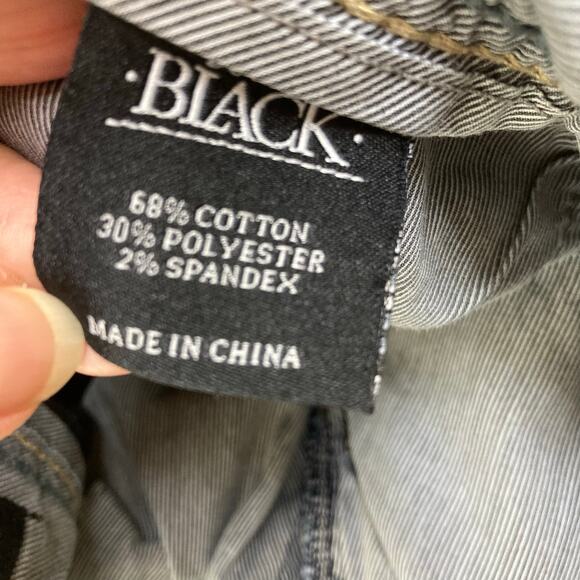 ·BLACK·
68% COTTON
30% POLYESTER
2% SPANDEX
MADE IN CHINA